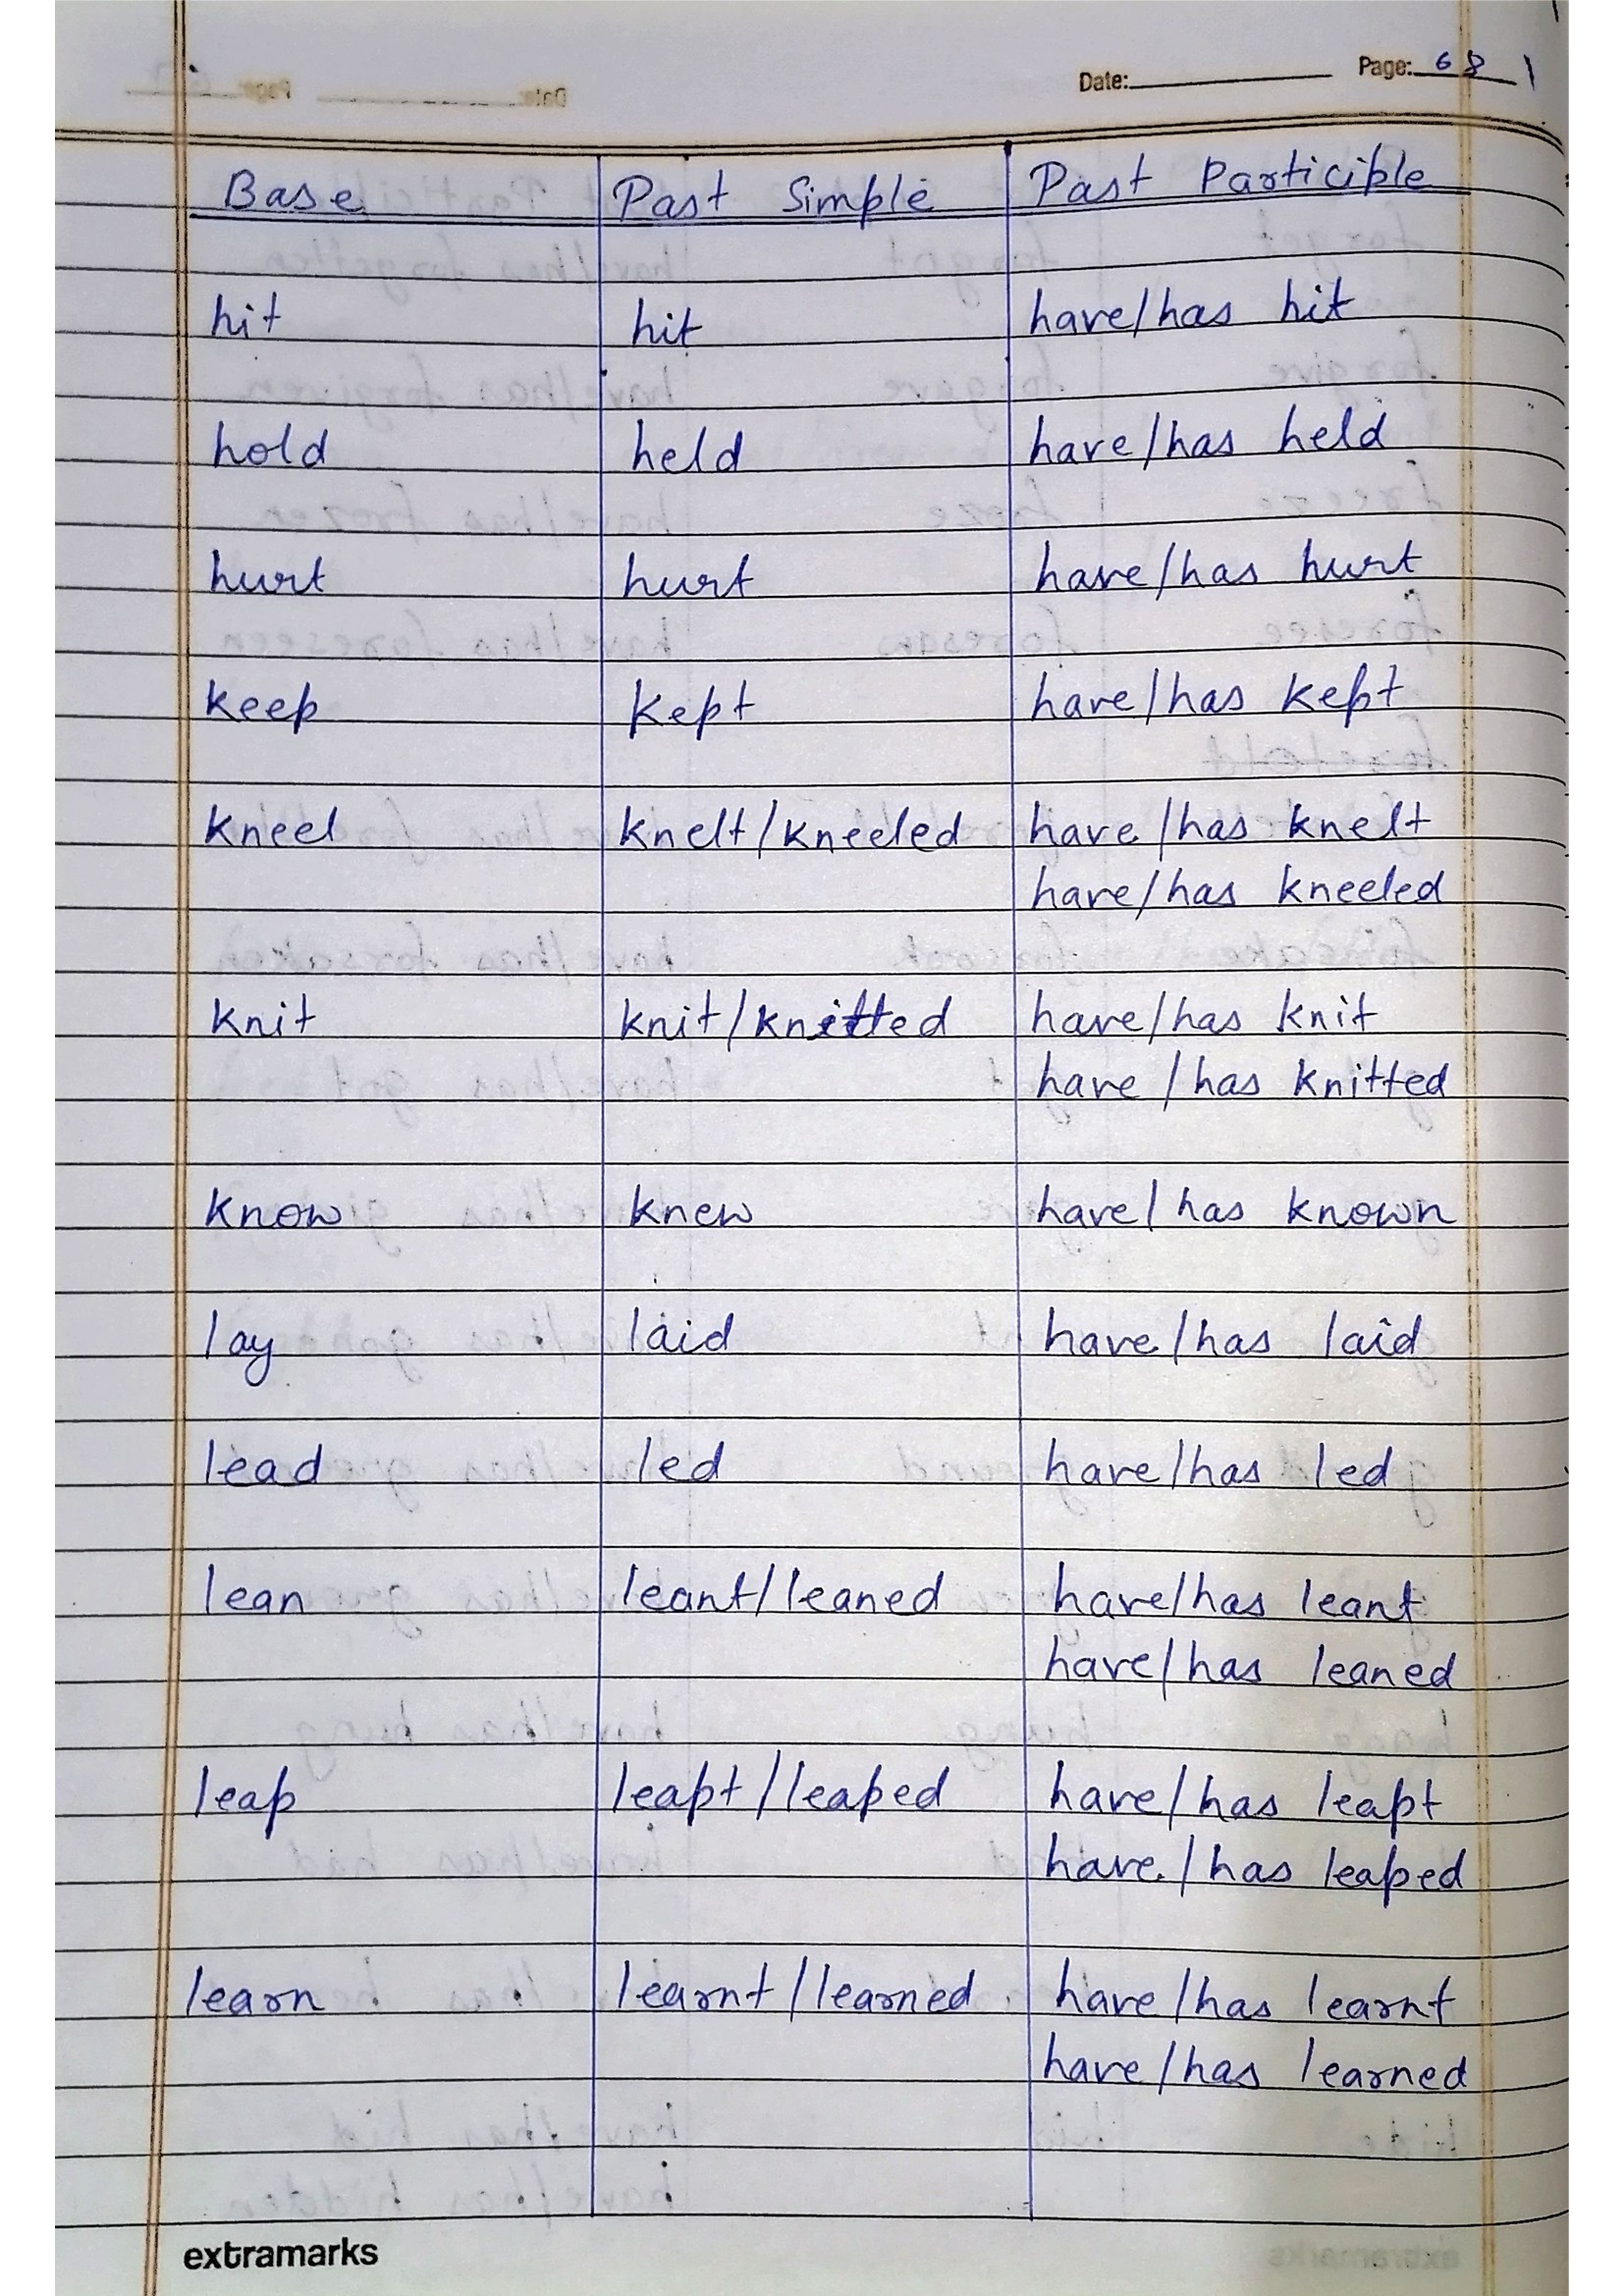 Date: Page: 68
Base Past Simple Past Participle
hit hit have/has hit
hold held have/has held
hurt hurt have/has hurt
keep kept have/has kept
kneel knelt/kneeled have/has knelt
have/has kneeled
knit knit/knitted have/has knit
have/has knitted
know knew have/has known
lay laid have/has laid
lead led have/has led
lean leant/leaned have/has leant
have/has leaned
leap leapt/leaped have/has leapt
have/has leaped
learn learnt/learned have/has learnt
have/has learned
extramarks